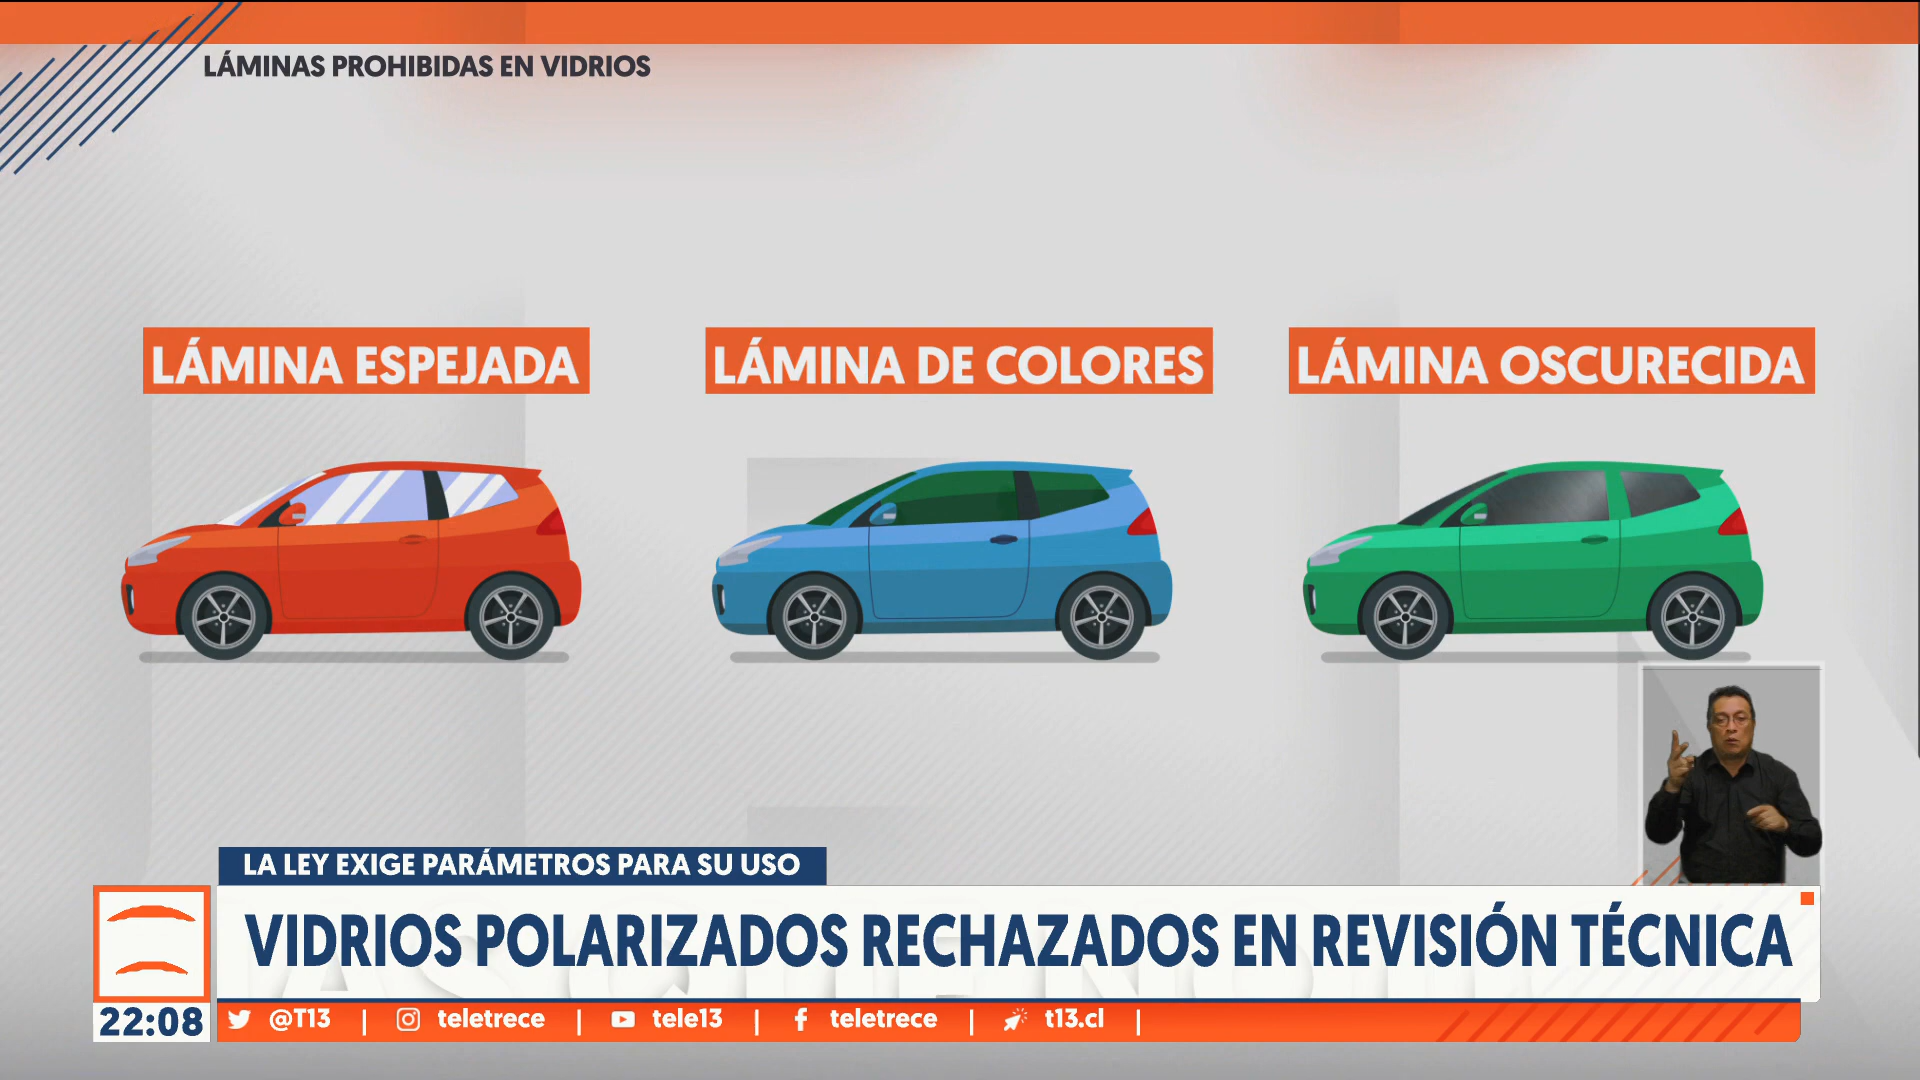 LÁMINAS PROHIBIDAS EN VIDRIOS
LÁMINA ESPEJADA
LÁMINA DE COLORES
LÁMINA OSCURECIDA
LA LEY EXIGE PARÁMETROS PARA SU USO
VIDRIOS POLARIZADOS RECHAZADOS EN REVISIÓN TÉCNICA
22:08
@T13 | teletrece | tele13 | teletrece | t13.cl |